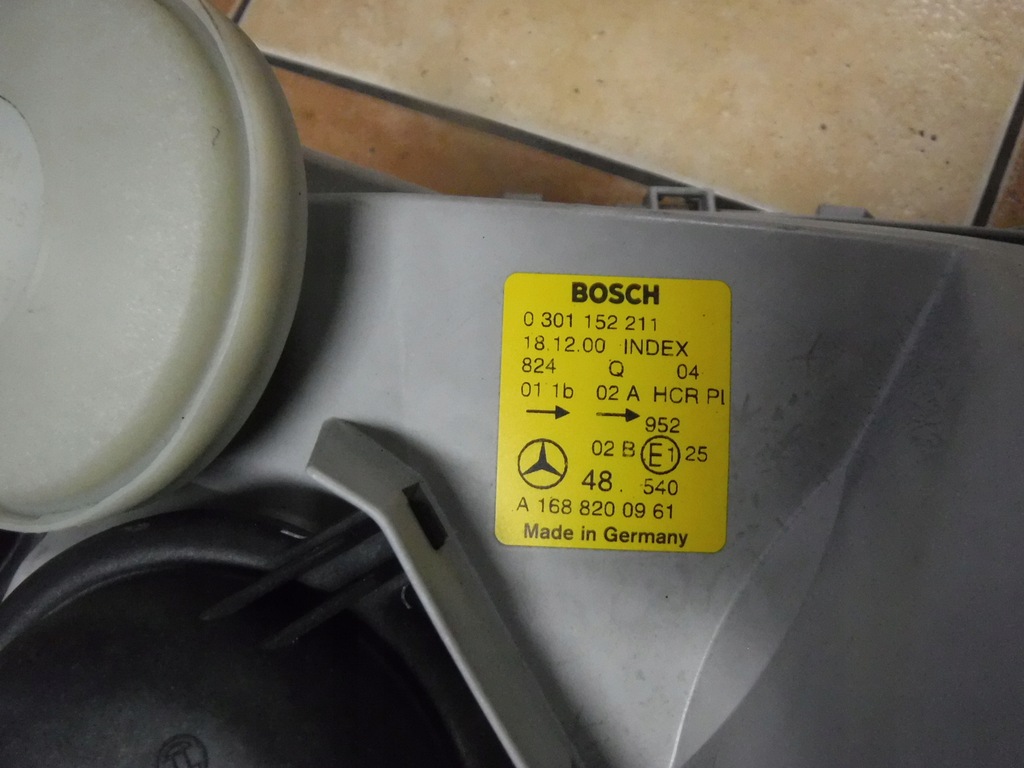 BOSCH
0 301 152 211
18.12.00 INDEX
824 Q 04
01 1b 02 A HCR Pl
952
02 B E1 25
48. 540
A 168 820 09 61
Made in Germany